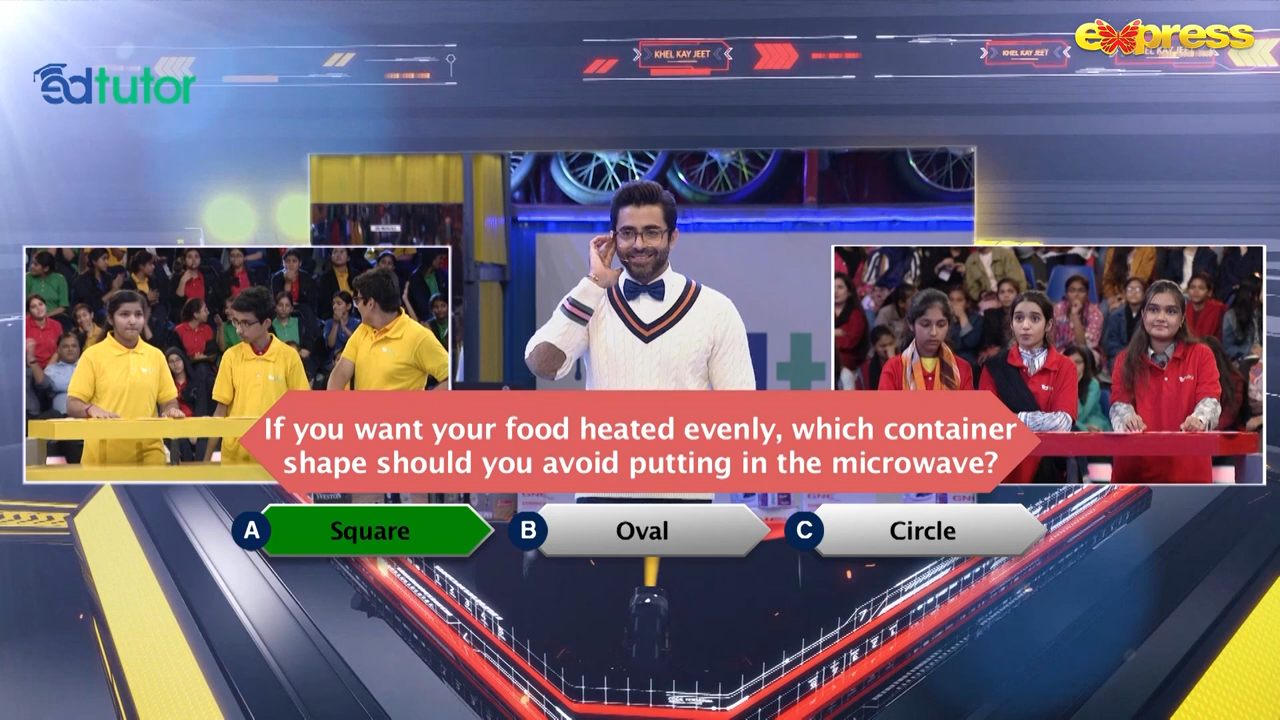 KHEL KAY JEET
KHEL KAY JEET
express
edtutor
If you want your food heated evenly, which container
shape should you avoid putting in the microwave?
A Square
B Oval
C Circle